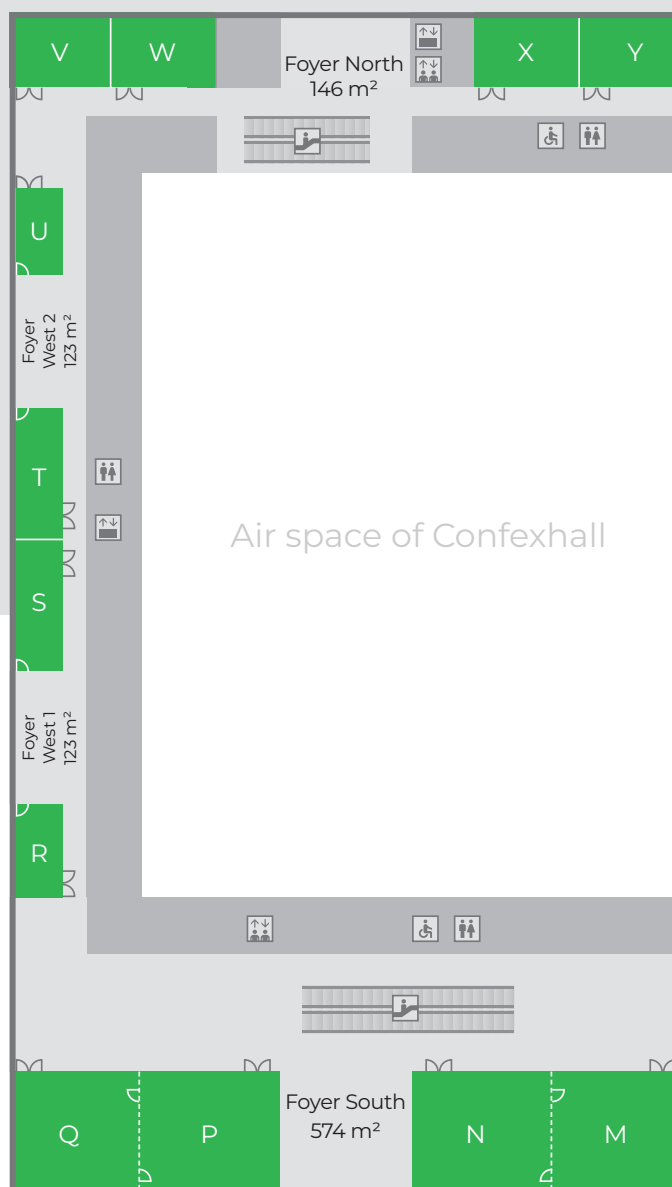 V
W
Foyer North
146 m²
X
Y
U
Foyer
West 2
123 m²
T
Air space of Confexhall
S
Foyer
West 1
123 m²
R
Foyer South
574 m²
Q
P
N
M